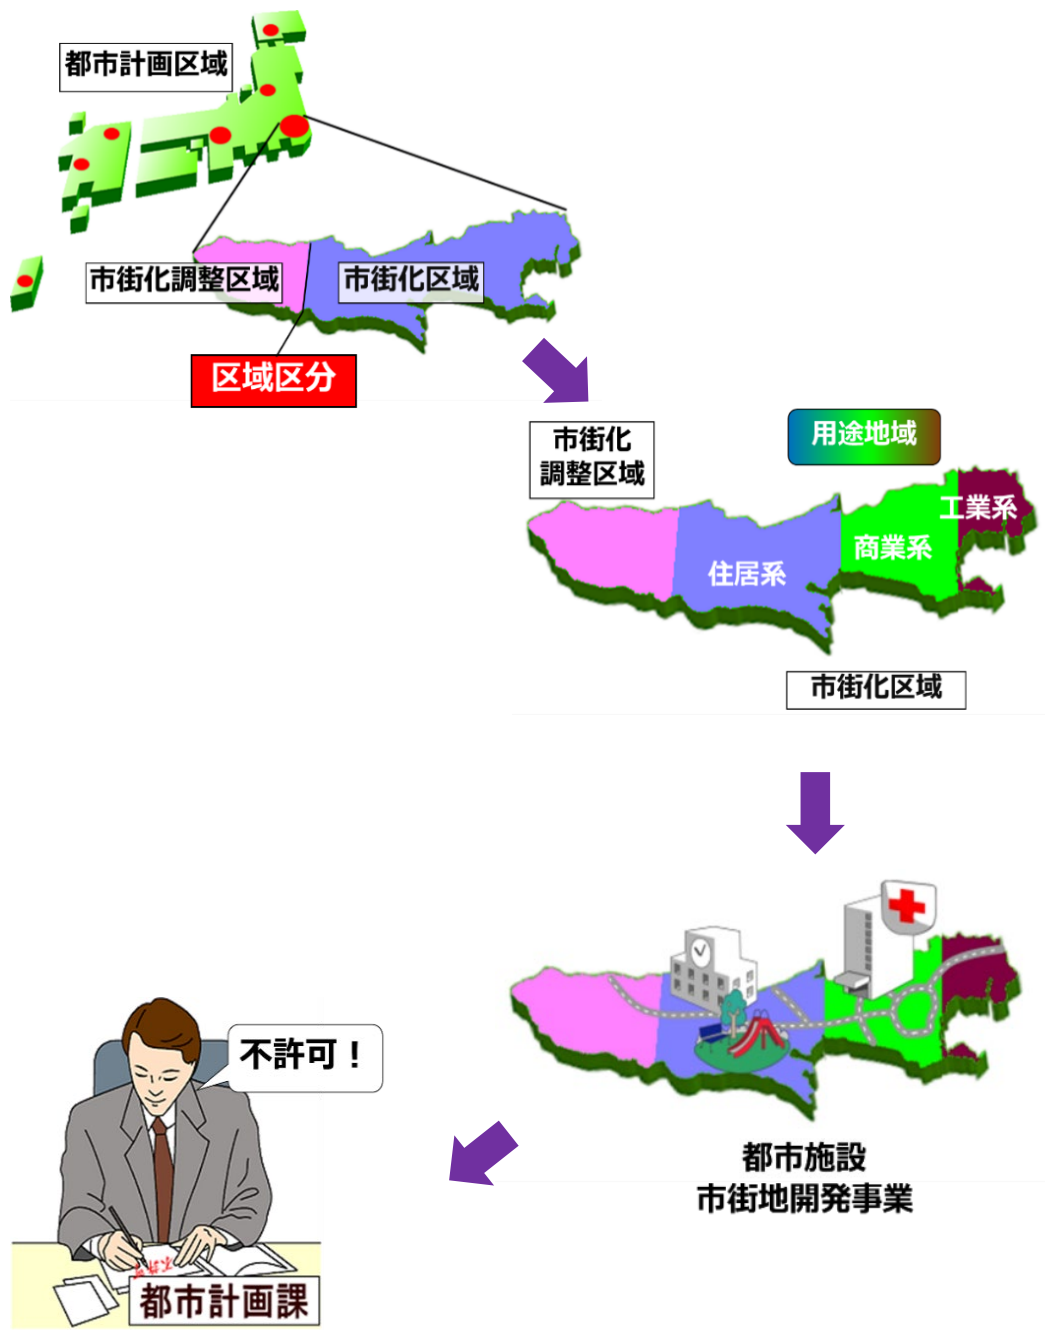 都市計画区域
市街化調整区域
市街化区域
区域区分
市街化
調整区域
用途地域
工業系
商業系
住居系
市街化区域
都市施設
市街地開発事業
不許可！
不許可
都市計画課